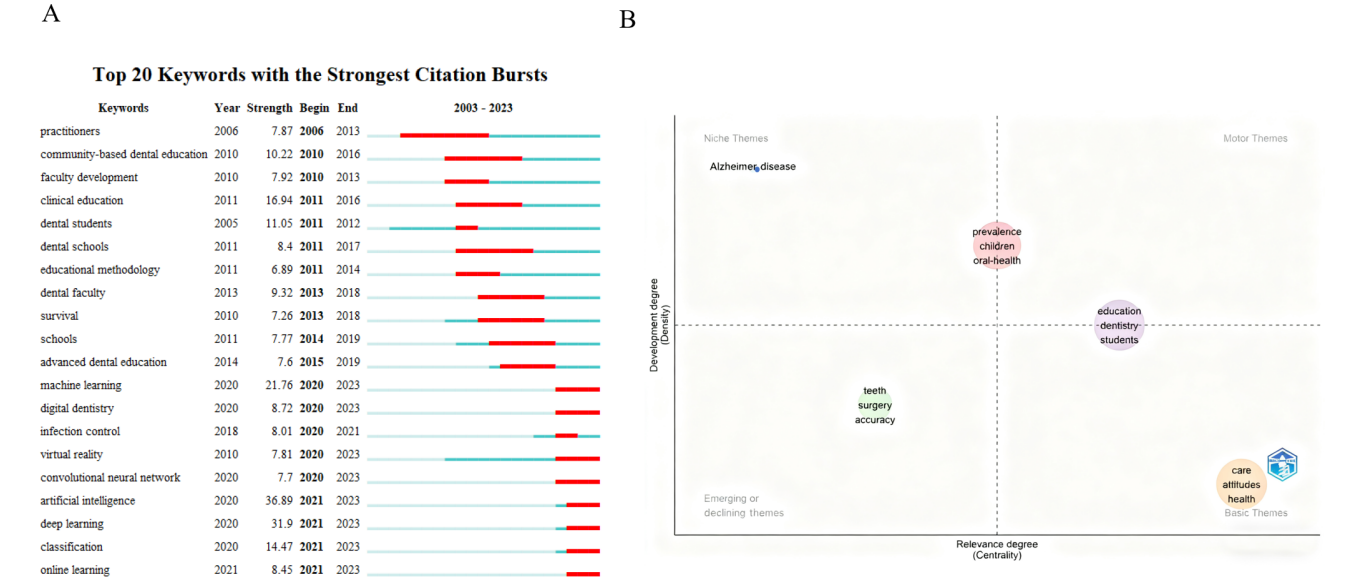 A
Top 20 Keywords with the Strongest Citation Bursts
Keywords Year Strength Begin End 2003 - 2023
practitioners 2006 7.87 2006 2013
community-based dental education 2010 10.22 2010 2016
faculty development 2010 7.92 2010 2013
clinical education 2011 16.94 2011 2016
dental students 2005 11.05 2011 2012
dental schools 2011 8.4 2011 2017
educational methodology 2011 6.89 2011 2014
dental faculty 2013 9.32 2013 2018
survival 2010 7.26 2013 2018
schools 2011 7.77 2014 2019
advanced dental education 2014 7.6 2015 2019
machine learning 2020 21.76 2020 2023
digital dentistry 2020 8.72 2020 2023
infection control 2018 8.01 2020 2021
virtual reality 2010 7.81 2020 2023
convolutional neural network 2020 7.7 2020 2023
artificial intelligence 2020 36.89 2021 2023
deep learning 2020 31.9 2021 2023
classification 2020 14.47 2021 2023
online learning 2021 8.45 2021 2023
B
Niche Themes
Motor Themes
Alzheimer disease
prevalence
children
oral-health
education
dentistry
students
Development degree
(Density)
teeth
surgery
accuracy
care
attitudes
health
Emerging or
declining themes
Basic Themes
Relevance degree
(Centrality)